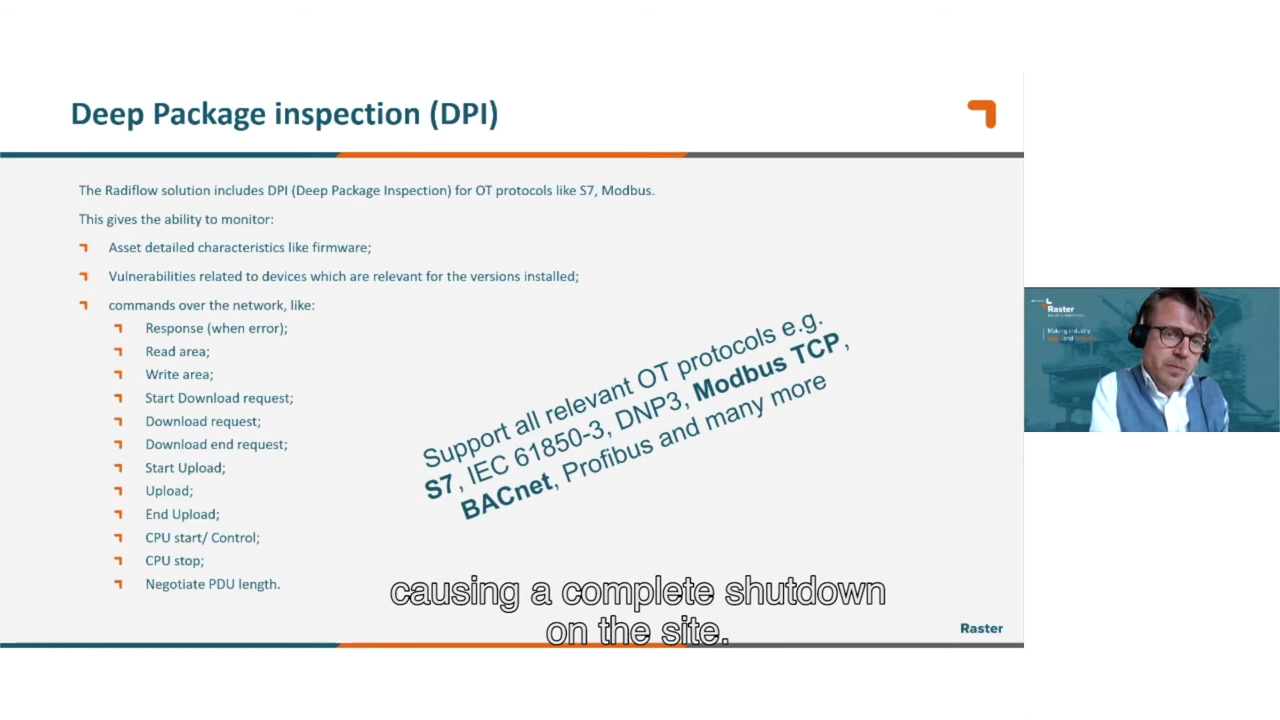 Deep Package inspection (DPI)
The Radiflow solution includes DPI (Deep Package Inspection) for OT protocols like S7, Modbus.
This gives the ability to monitor:
Asset detailed characteristics like firmware;
Vulnerabilities related to devices which are relevant for the versions installed;
commands over the network, like:
Response (when error);
Read area;
Write area;
Start Download request;
Download request;
Download end request;
Start Upload;
Upload;
End Upload;
CPU start/ Control;
CPU stop;
Negotiate PDU length.
Support all relevant OT protocols e.g.
S7, IEC 61850-3, DNP3, Modbus TCP,
BACnet, Profibus and many more
causing a complete shutdown
on the site.
Raster
Raster
Making industry
and